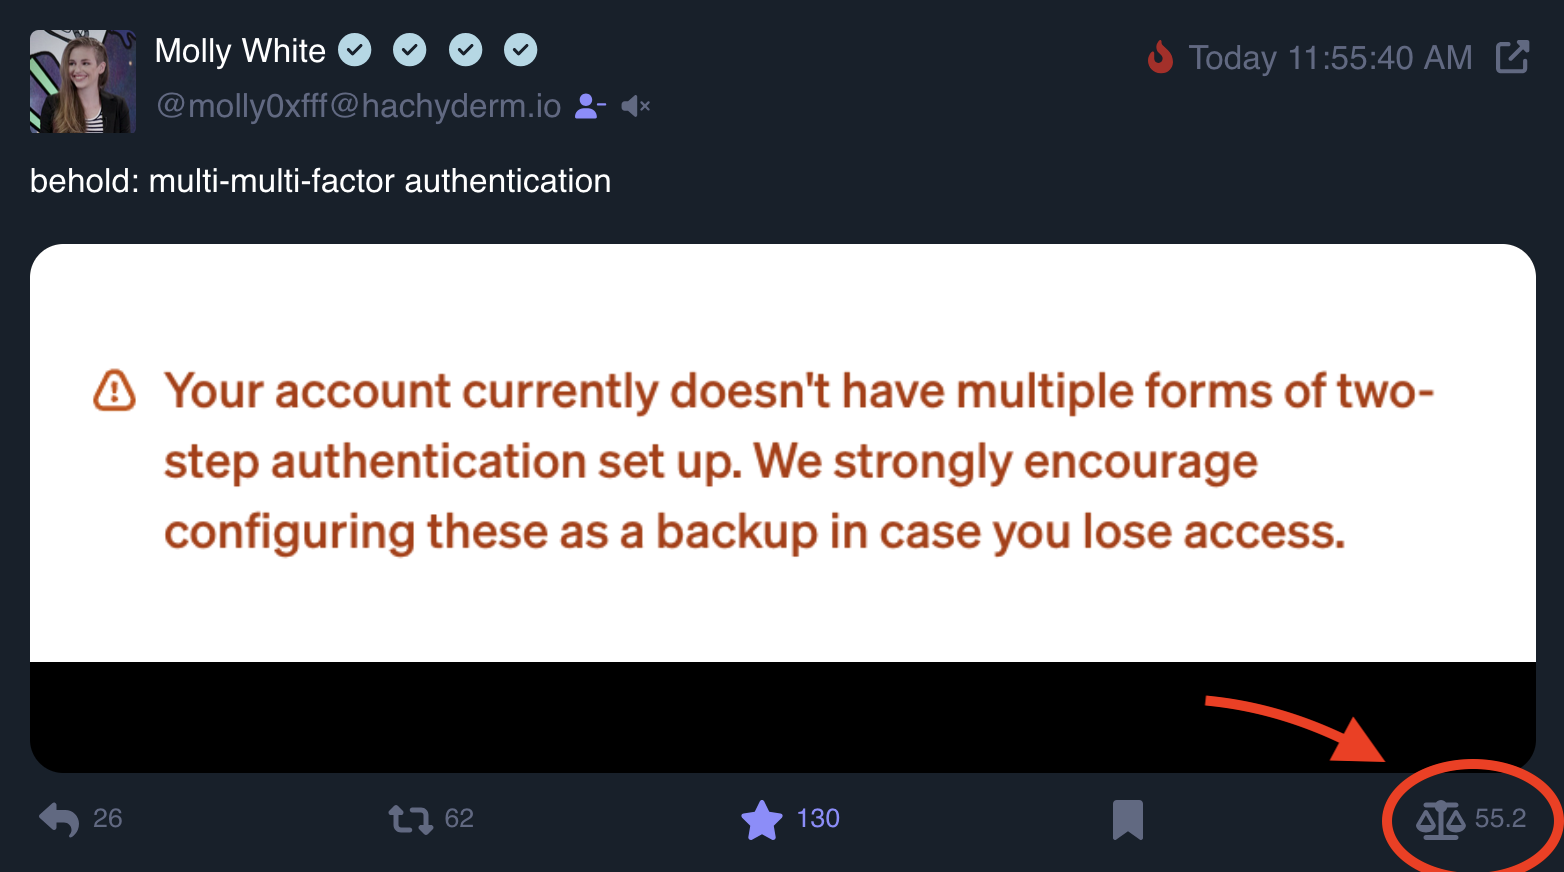 Molly White
Today 11:55:40 AM
@molly0xfff@hachyderm.io
behold: multi-multi-factor authentication
Your account currently doesn't have multiple forms of two-
step authentication set up. We strongly encourage
configuring these as a backup in case you lose access.
26
62
130
55.2